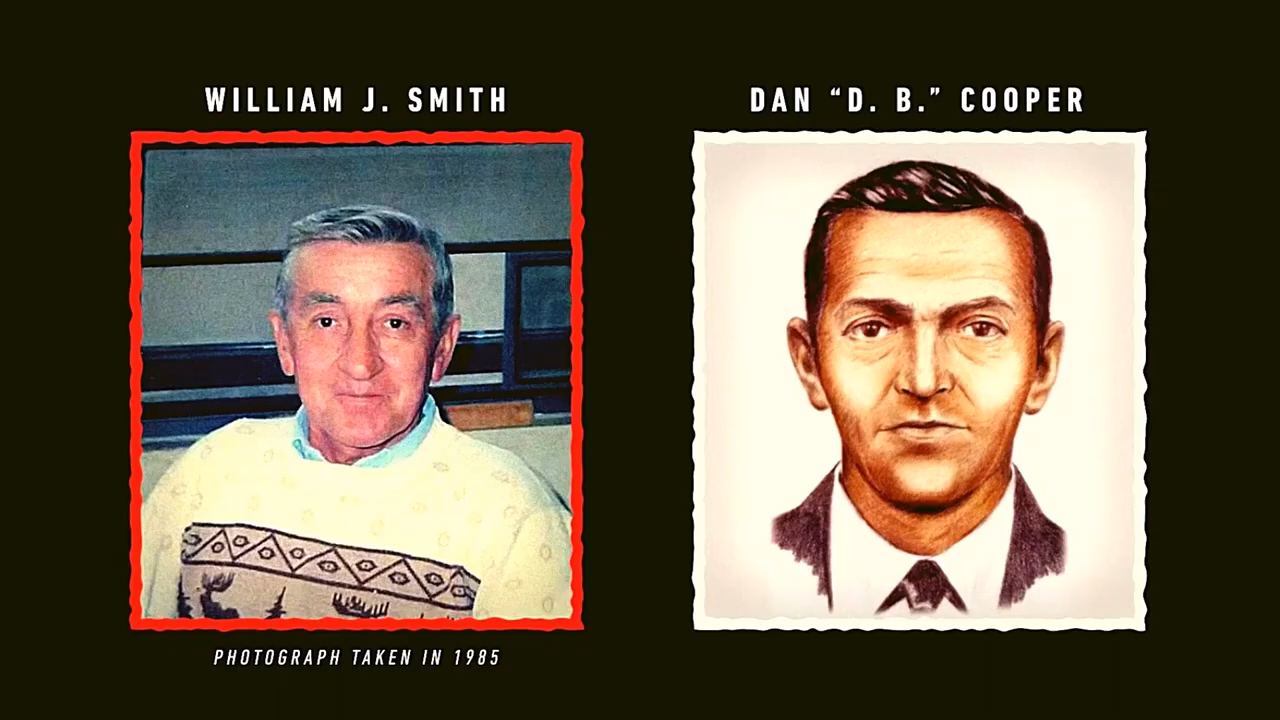 WILLIAM J. SMITH
DAN “D. B.” COOPER
PHOTOGRAPH TAKEN IN 1985